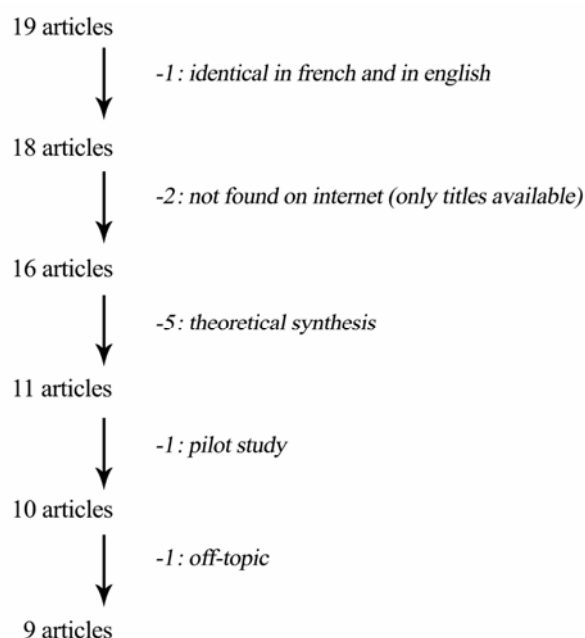 19 articles
-1: identical in french and in english
18 articles
-2: not found on internet (only titles available)
16 articles
-5: theoretical synthesis
11 articles
-1: pilot study
10 articles
-1: off-topic
9 articles